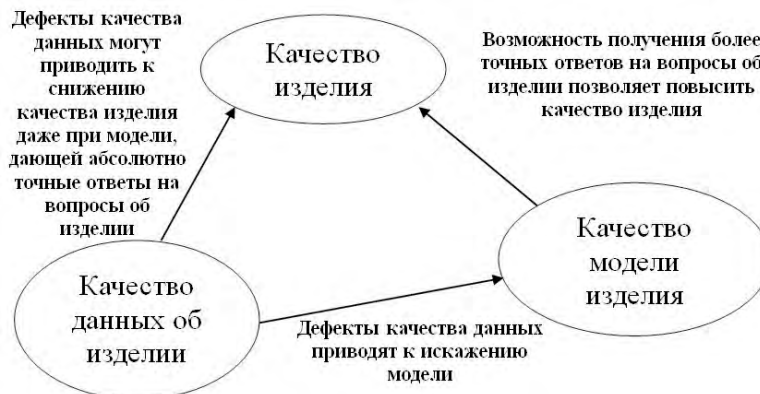 Дефекты качества
данных могут
приводить к
снижению
качества изделия
даже при модели,
дающей абсолютно
точные ответы на
вопросы об
изделии
Качество
изделия
Возможность получения более
точных ответов на вопросы об
изделии позволяет повысить
качество изделия
Качество
модели
изделия
Качество
данных об
изделии
Дефекты качества данных
приводят к искажению
модели